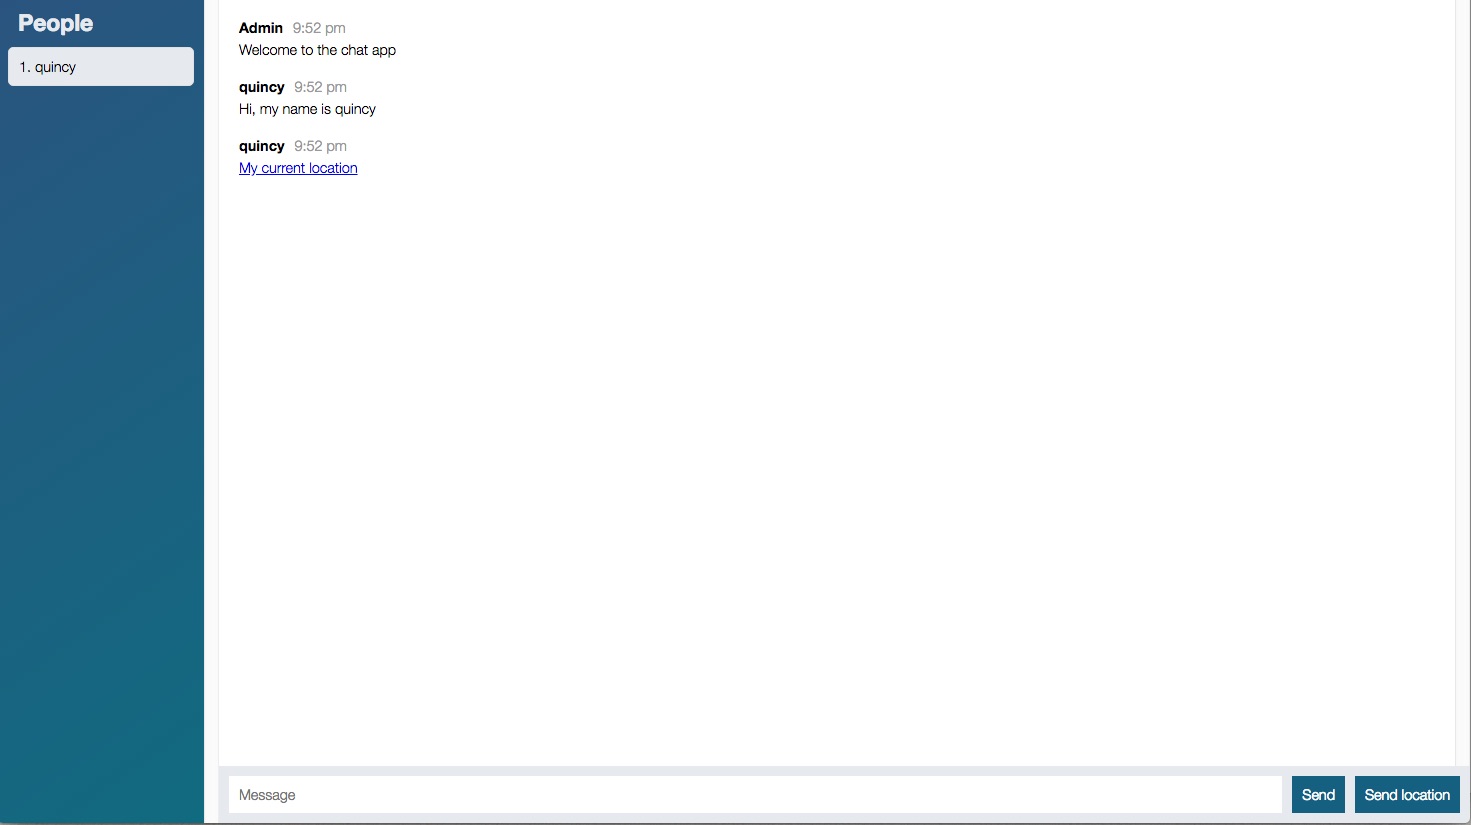 People
1. quincy
Admin 9:52 pm
Welcome to the chat app
quincy 9:52 pm
Hi, my name is quincy
quincy 9:52 pm
My current location
Message
Send
Send location